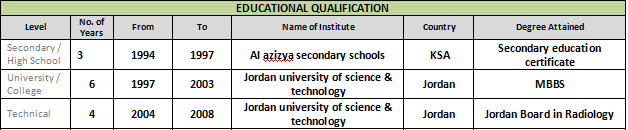 EDUCATIONAL QUALIFICATION
Level No. of Years From To Name of Institute Country Degree Attained
Secondary / High School 3 1994 1997 Al azizya secondary schools KSA Secondary education certificate
University / College 6 1997 2003 Jordan university of science & technology Jordan MBBS
Technical 4 2004 2008 Jordan university of science & technology Jordan Jordan Board in Radiology